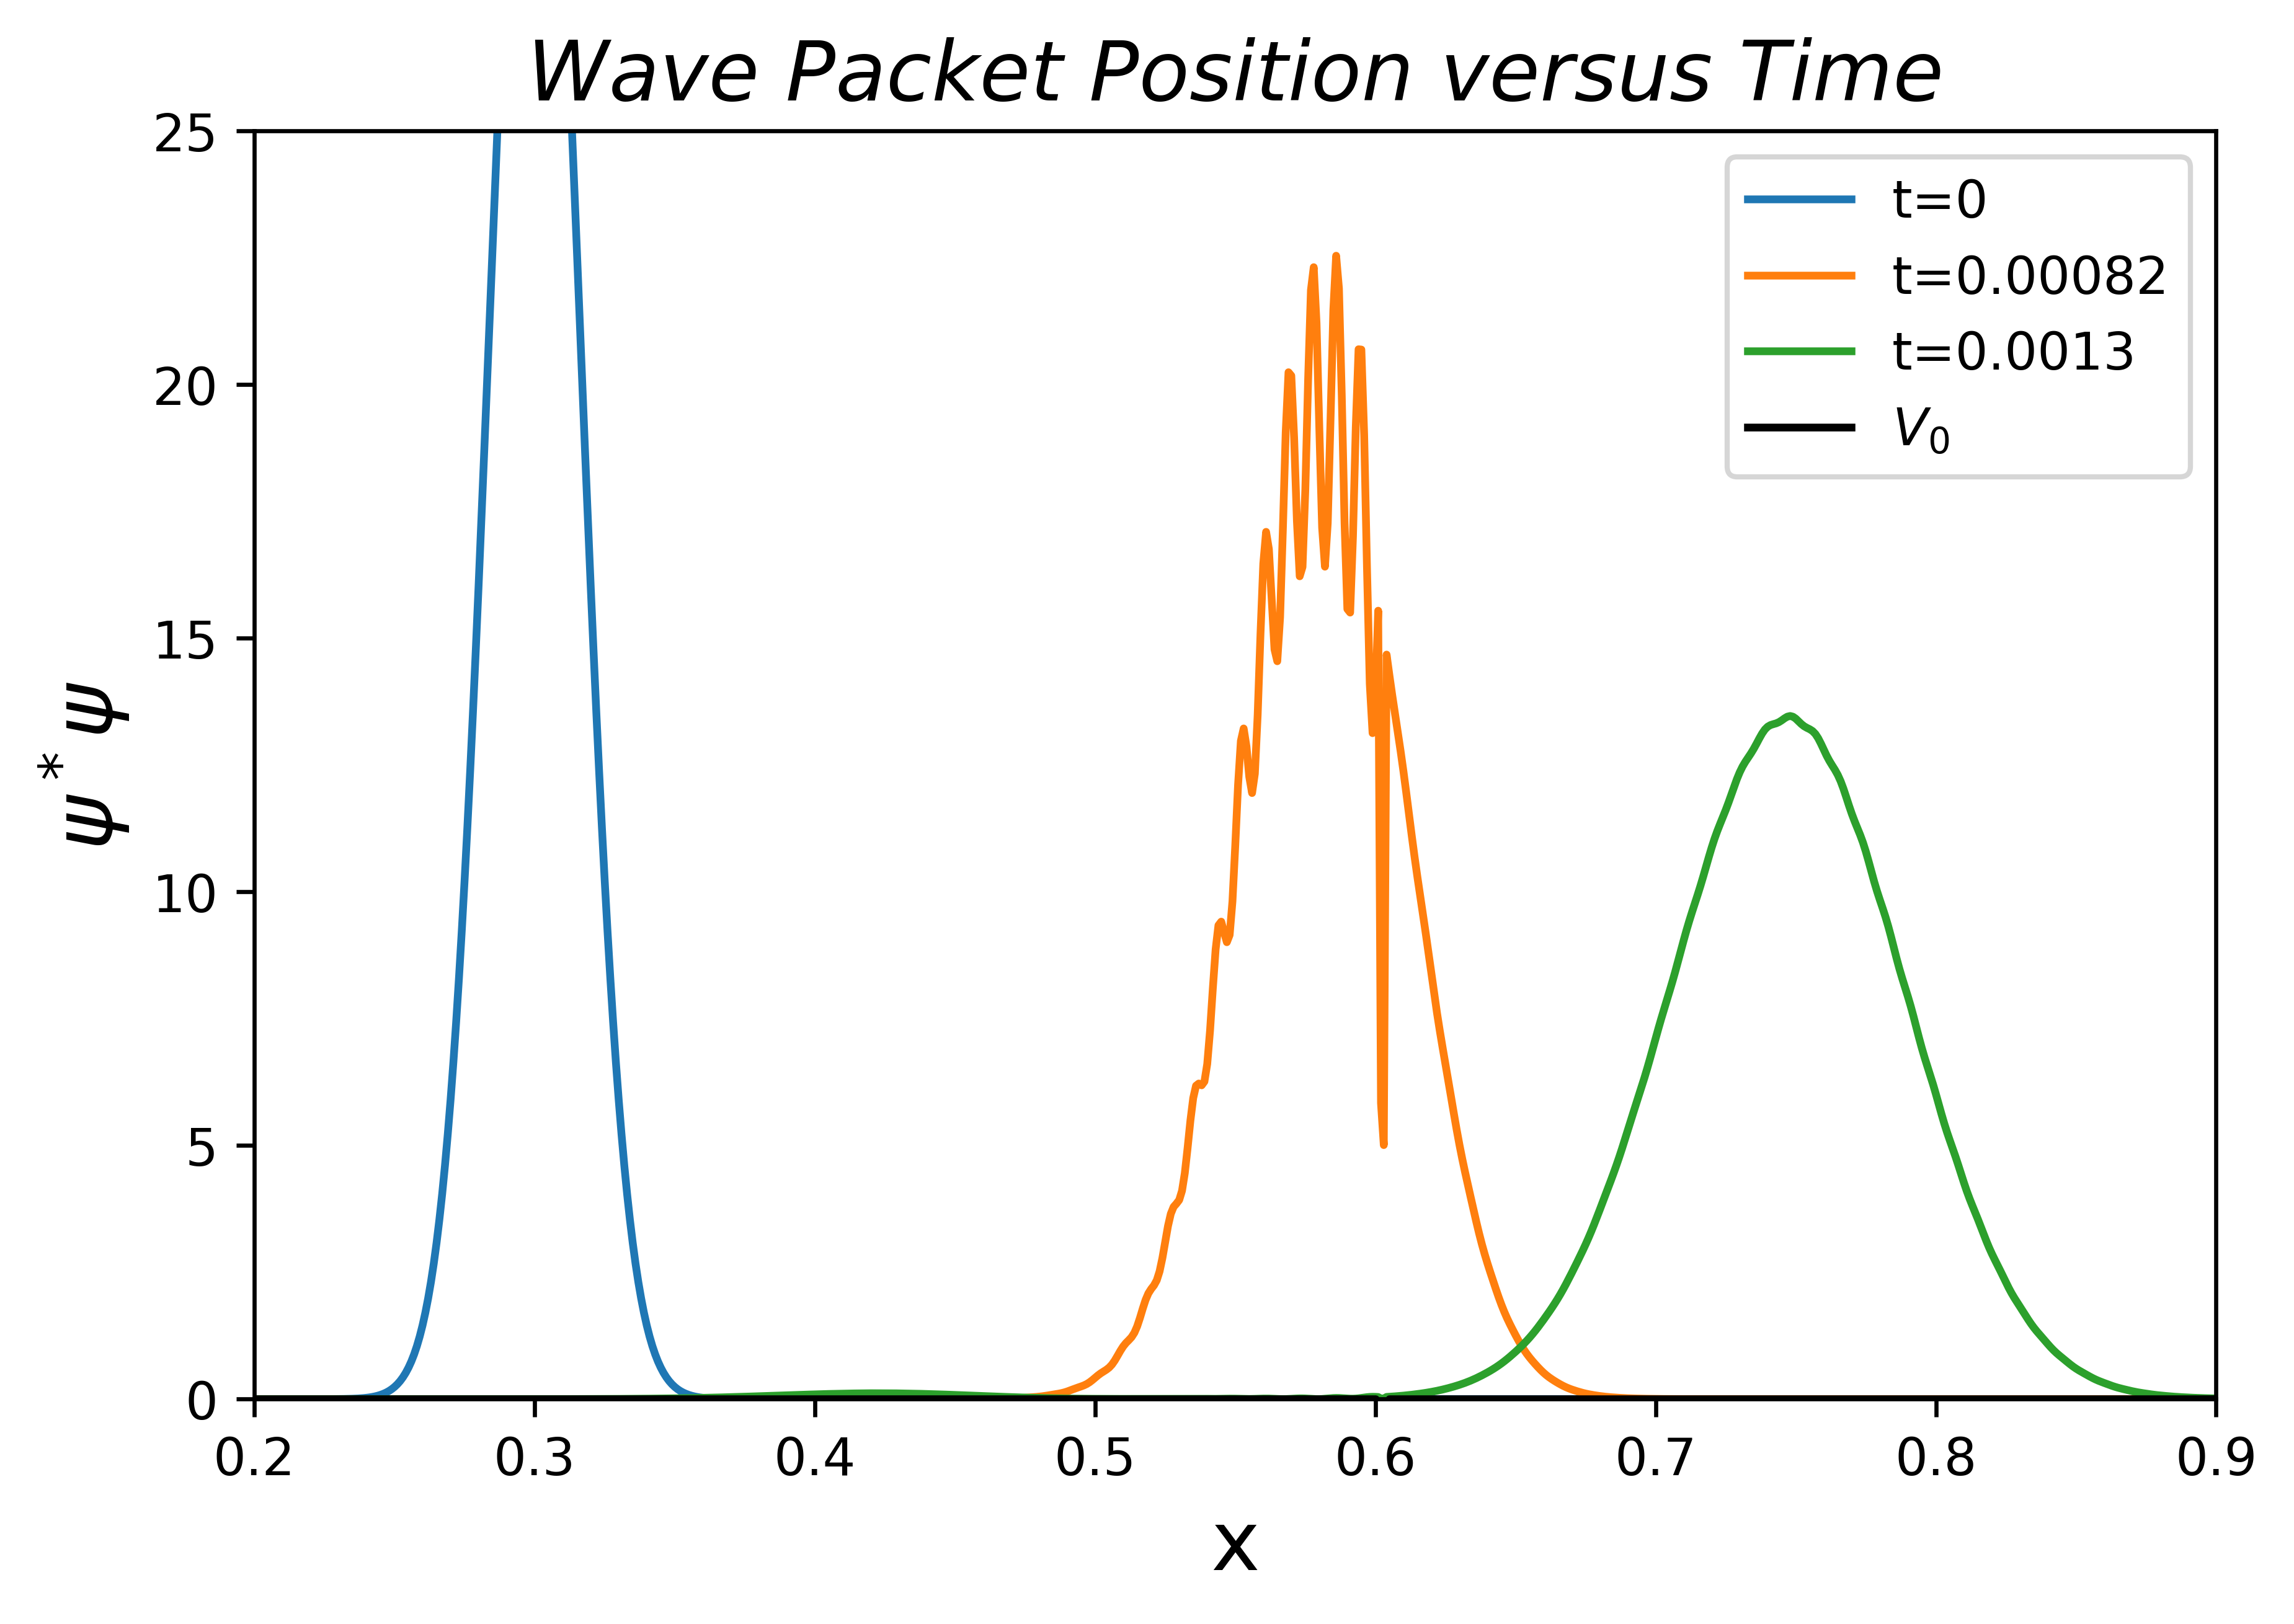 Wave Packet Position versus Time
25
20
15
10
5
0
ψ*ψ
t=0
t=0.00082
t=0.0013
v₀
0.2 0.3 0.4 0.5 0.6 0.7 0.8 0.9
x